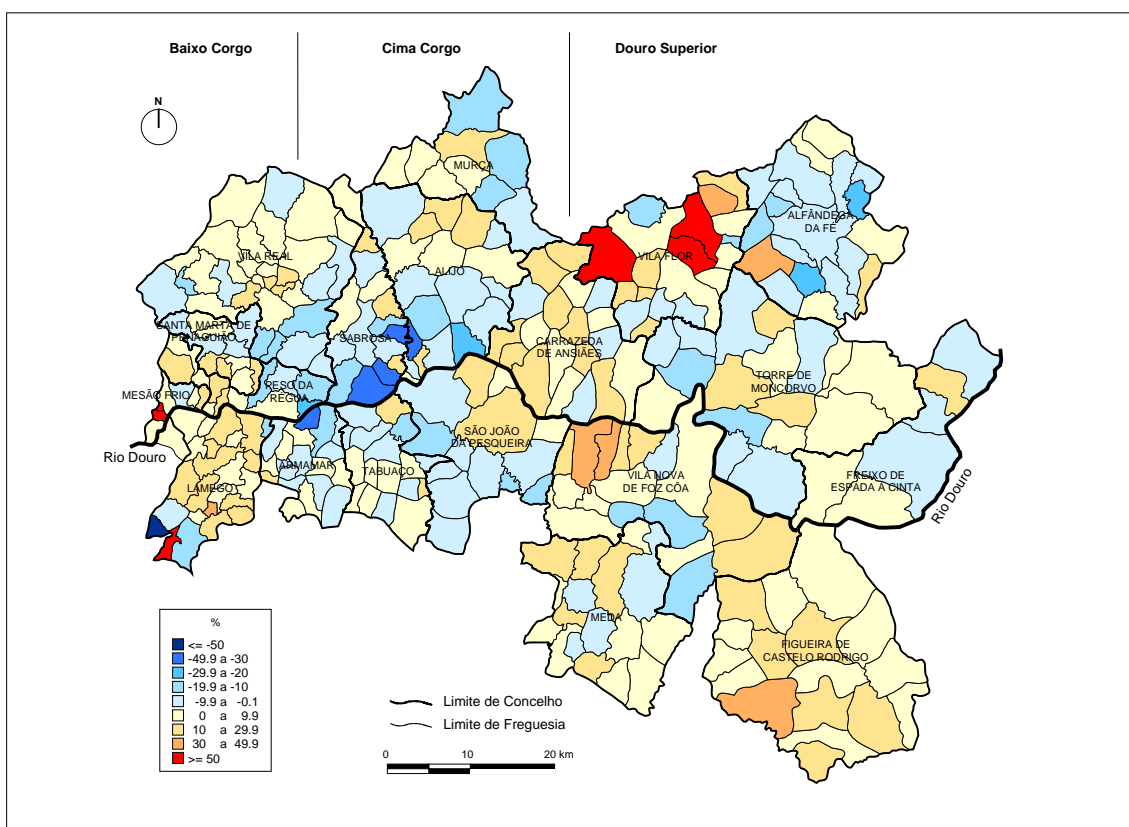 Baixo Corgo
Cima Corgo
Douro Superior
N
MURÇA
ALFÂNDEGA
DA FÉ
VILA REAL
VILA FLOR
ALIJÓ
SANTA MARTA DE
PENAGUIÃO
SABROSA
CARRAZEDA
DE ANSIÃES
TORRE DE
MONCORVO
MESÃO FRIO
PESO DA
RÉGUA
SÃO JOÃO
DA PESQUEIRA
Rio Douro
ARMAMAR
TABUAÇO
VILA NOVA
DE FOZ CÔA
FREIXO DE
ESPADA À CINTA
LAMEGO
Rio Douro
MEDA
FIGUEIRA DE
CASTELO RODRIGO
%
<= -50
-49.9 a -30
-29.9 a -20
-19.9 a -10
-9.9 a -0.1
0 a 9.9
10 a 29.9
30 a 49.9
>= 50
Limite de Concelho
Limite de Freguesia
0 10 20 km